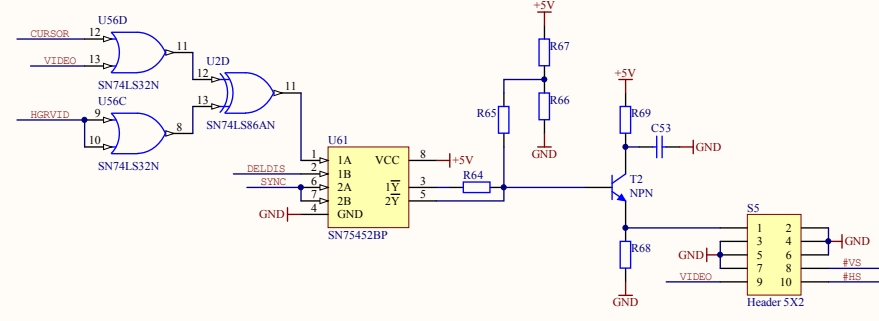 +5V
U56D
CURSOR
12
11
R67
VIDEO
13
U2D
SN74LS32N
12
11
+5V
U56C
13
HGRVID
9
8
SN74LS86AN
R65
R66
R69
10
C53
GND
SN74LS32N
U61
GND
1
1A
VCC
8
+5V
DELDIS
2
1B
R64
T2
SYNC
6
2A
1Y
3
NPN
7
2B
2Y
5
S5
GND
4
GND
SN75452BP
1
2
3
4
GND
R68
GND
5
6
7
8
#VS
VIDEO
9
10
#HS
GND
Header 5X2